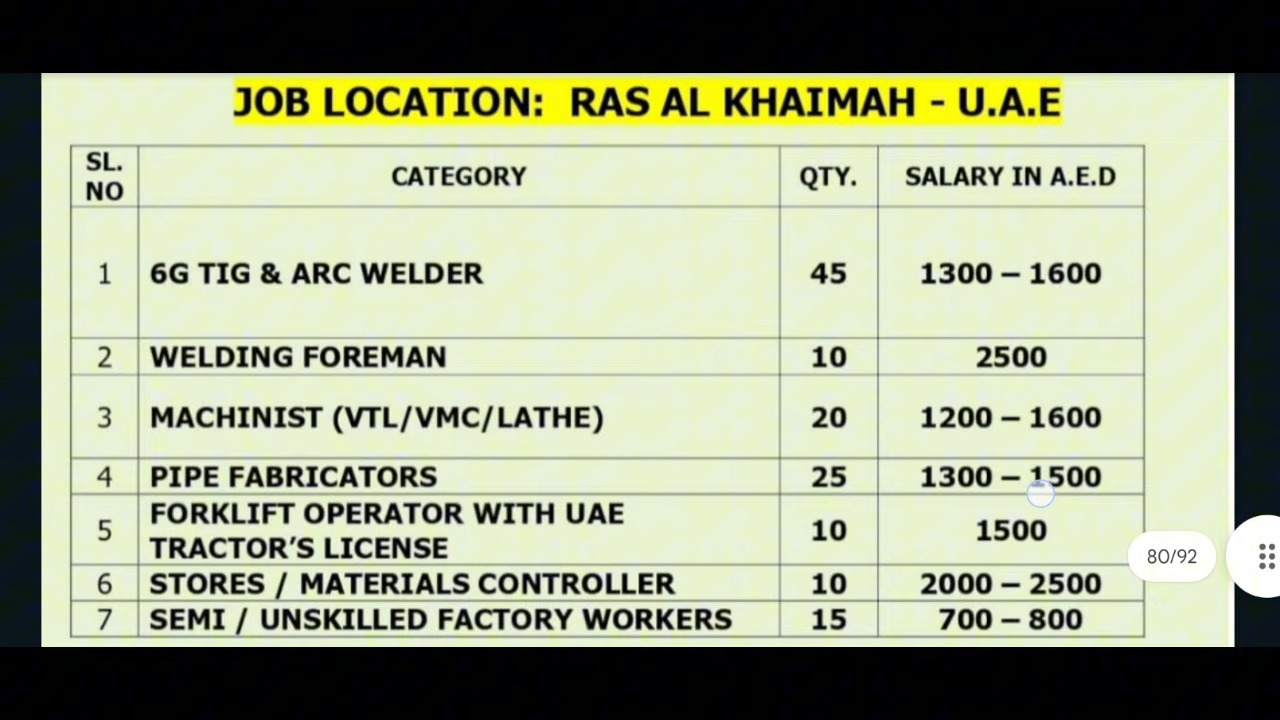 JOB LOCATION: RAS AL KHAIMAH - U.A.E
SL. NO CATEGORY QTY. SALARY IN A.E.D
1 6G TIG & ARC WELDER 45 1300 – 1600
2 WELDING FOREMAN 10 2500
3 MACHINIST (VTL/VMC/LATHE) 20 1200 – 1600
4 PIPE FABRICATORS 25 1300 – 1500
5 FORKLIFT OPERATOR WITH UAE
TRACTOR’S LICENSE 10 1500
6 STORES / MATERIALS CONTROLLER 10 2000 – 2500
7 SEMI / UNSKILLED FACTORY WORKERS 15 700 – 800
80/92